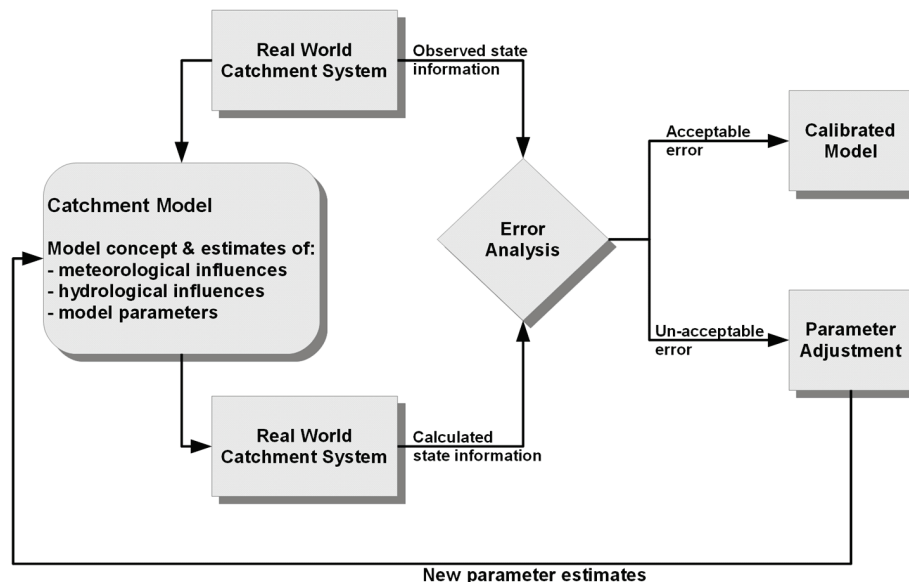 Real World
Catchment System
Observed state
information
Acceptable
error
Calibrated
Model
Catchment Model
Model concept & estimates of:
- meteorological influences
- hydrological influences
- model parameters
Error
Analysis
Un-acceptable
error
Parameter
Adjustment
Real World
Catchment System
Calculated
state information
New parameter estimates